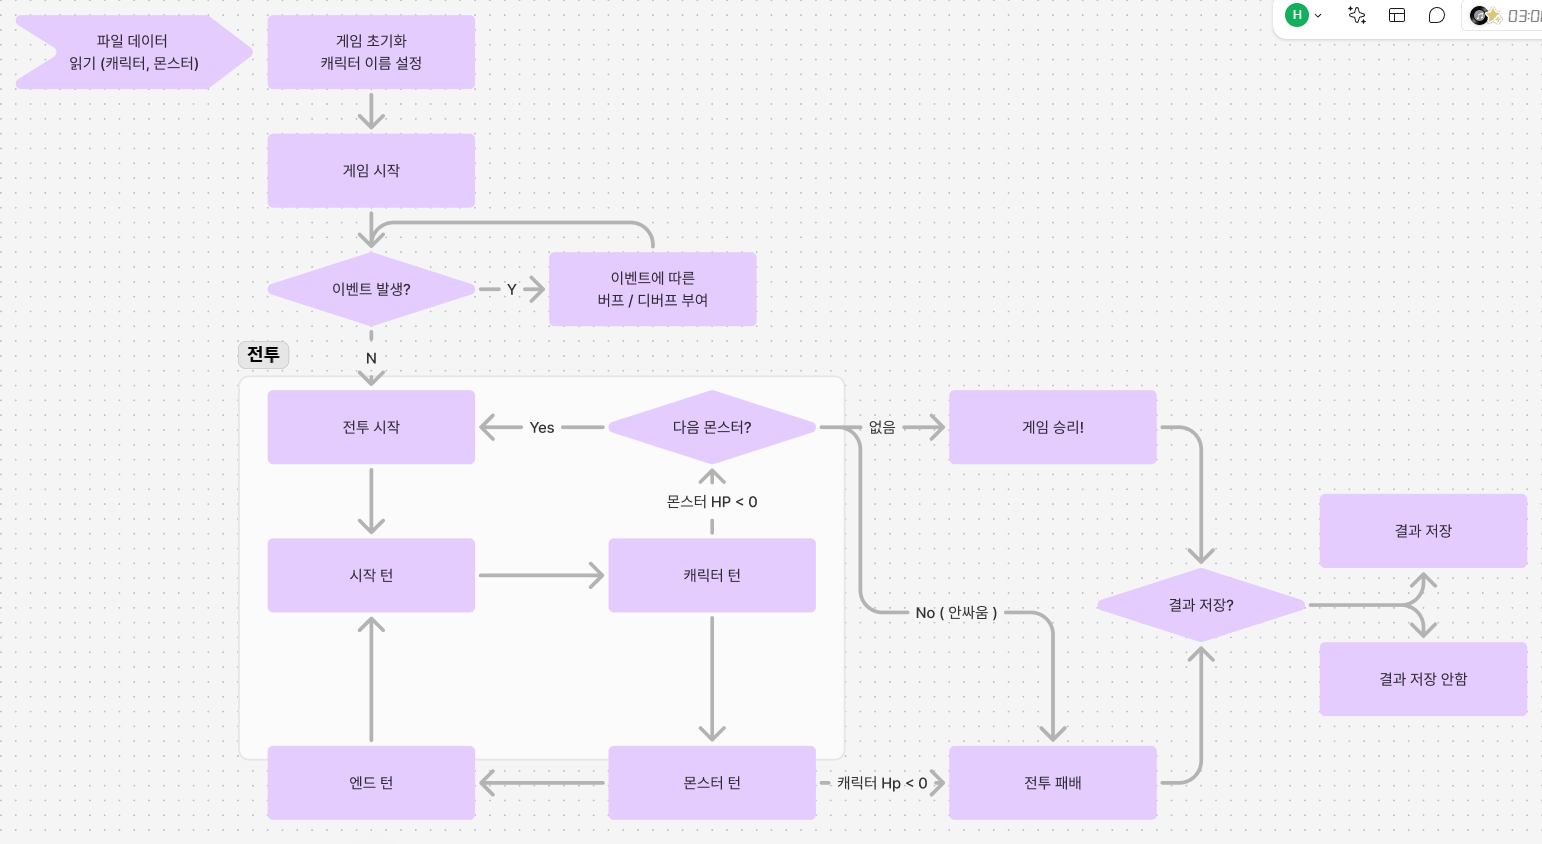 파일 데이터
읽기 (캐릭터, 몬스터)
게임 초기화
캐릭터 이름 설정
H
게임 시작
이벤트 발생?
Y
이벤트에 따른
버프 / 디버프 부여
N
전투
전투 시작
Yes
다음 몬스터?
없음
게임 승리!
몬스터 HP < 0
결과 저장
시작 턴
캐릭터 턴
No ( 안싸움 )
결과 저장?
결과 저장 안함
엔드 턴
몬스터 턴
캐릭터 Hp < 0
전투 패배